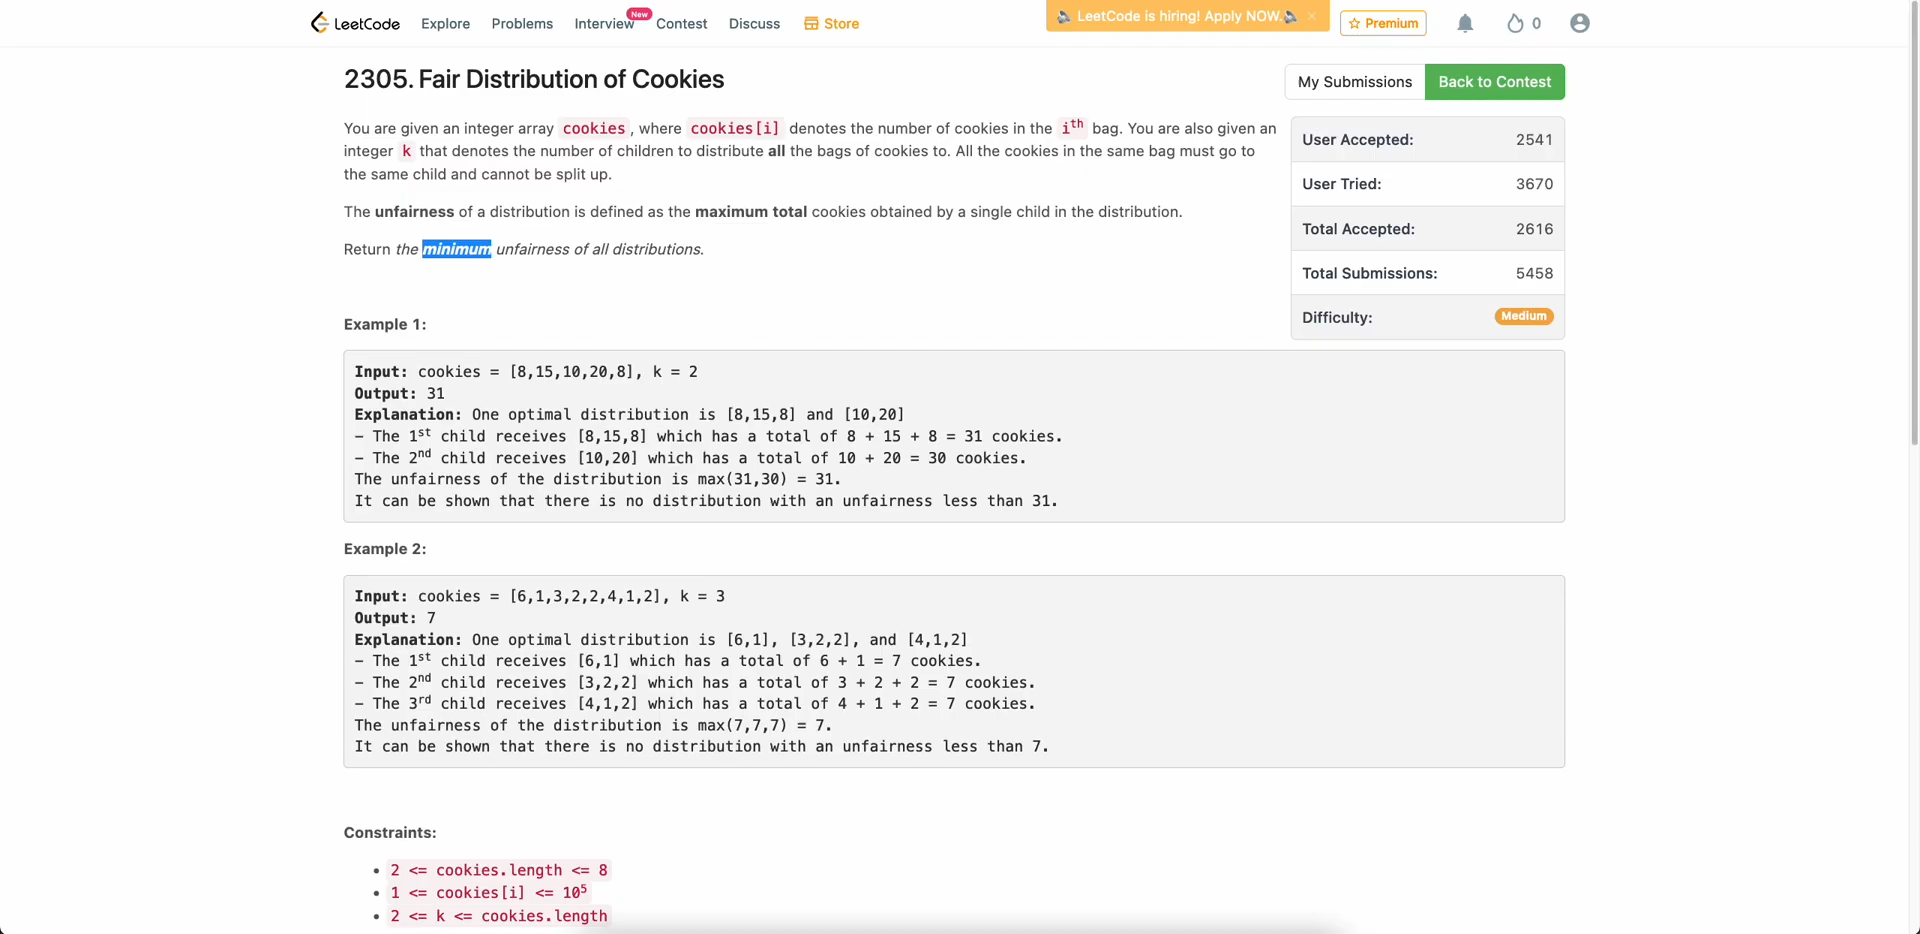 LeetCode Explore Problems Interview New Contest Discuss Store LeetCode is hiring! Apply NOW. × Premium 0
2305. Fair Distribution of Cookies
My Submissions Back to Contest
You are given an integer array cookies, where cookies[i] denotes the number of cookies in the ith bag. You are also given an
integer k that denotes the number of children to distribute all the bags of cookies to. All the cookies in the same bag must go to
the same child and cannot be split up.
The unfairness of a distribution is defined as the maximum total cookies obtained by a single child in the distribution.
Return the minimum unfairness of all distributions.
User Accepted: 2541
User Tried: 3670
Total Accepted: 2616
Total Submissions: 5458
Difficulty: Medium
Example 1:
Input: cookies = [8,15,10,20,8], k = 2
Output: 31
Explanation: One optimal distribution is [8,15,8] and [10,20]
- The 1st child receives [8,15,8] which has a total of 8 + 15 + 8 = 31 cookies.
- The 2nd child receives [10,20] which has a total of 10 + 20 = 30 cookies.
The unfairness of the distribution is max(31,30) = 31.
It can be shown that there is no distribution with an unfairness less than 31.
Example 2:
Input: cookies = [6,1,3,2,2,4,1,2], k = 3
Output: 7
Explanation: One optimal distribution is [6,1], [3,2,2], and [4,1,2]
- The 1st child receives [6,1] which has a total of 6 + 1 = 7 cookies.
- The 2nd child receives [3,2,2] which has a total of 3 + 2 + 2 = 7 cookies.
- The 3rd child receives [4,1,2] which has a total of 4 + 1 + 2 = 7 cookies.
The unfairness of the distribution is max(7,7,7) = 7.
It can be shown that there is no distribution with an unfairness less than 7.
Constraints:
• 2 <= cookies.length <= 8
• 1 <= cookies[i] <= 10⁵
• 2 <= k <= cookies.length